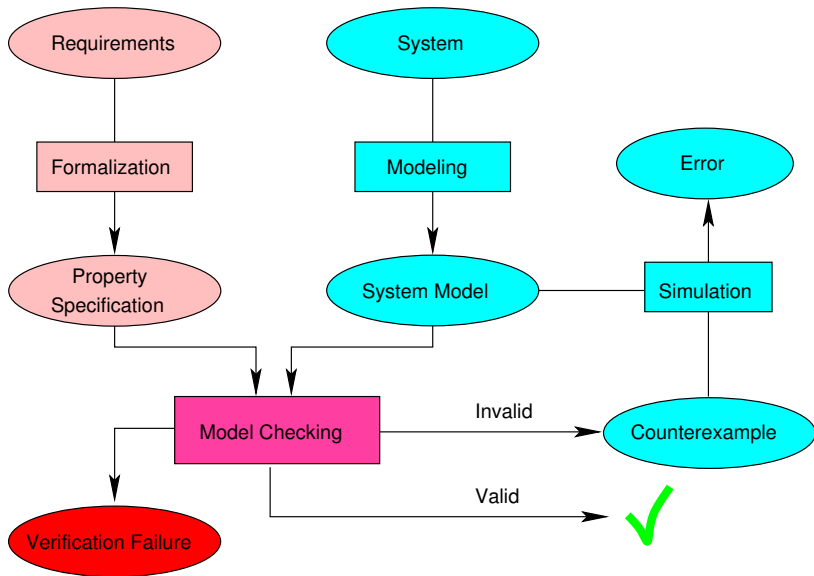 Requirements
System
Formalization
Modeling
Error
Property
Specification
System Model
Simulation
Model Checking
Invalid
Counterexample
Valid
Verification Failure